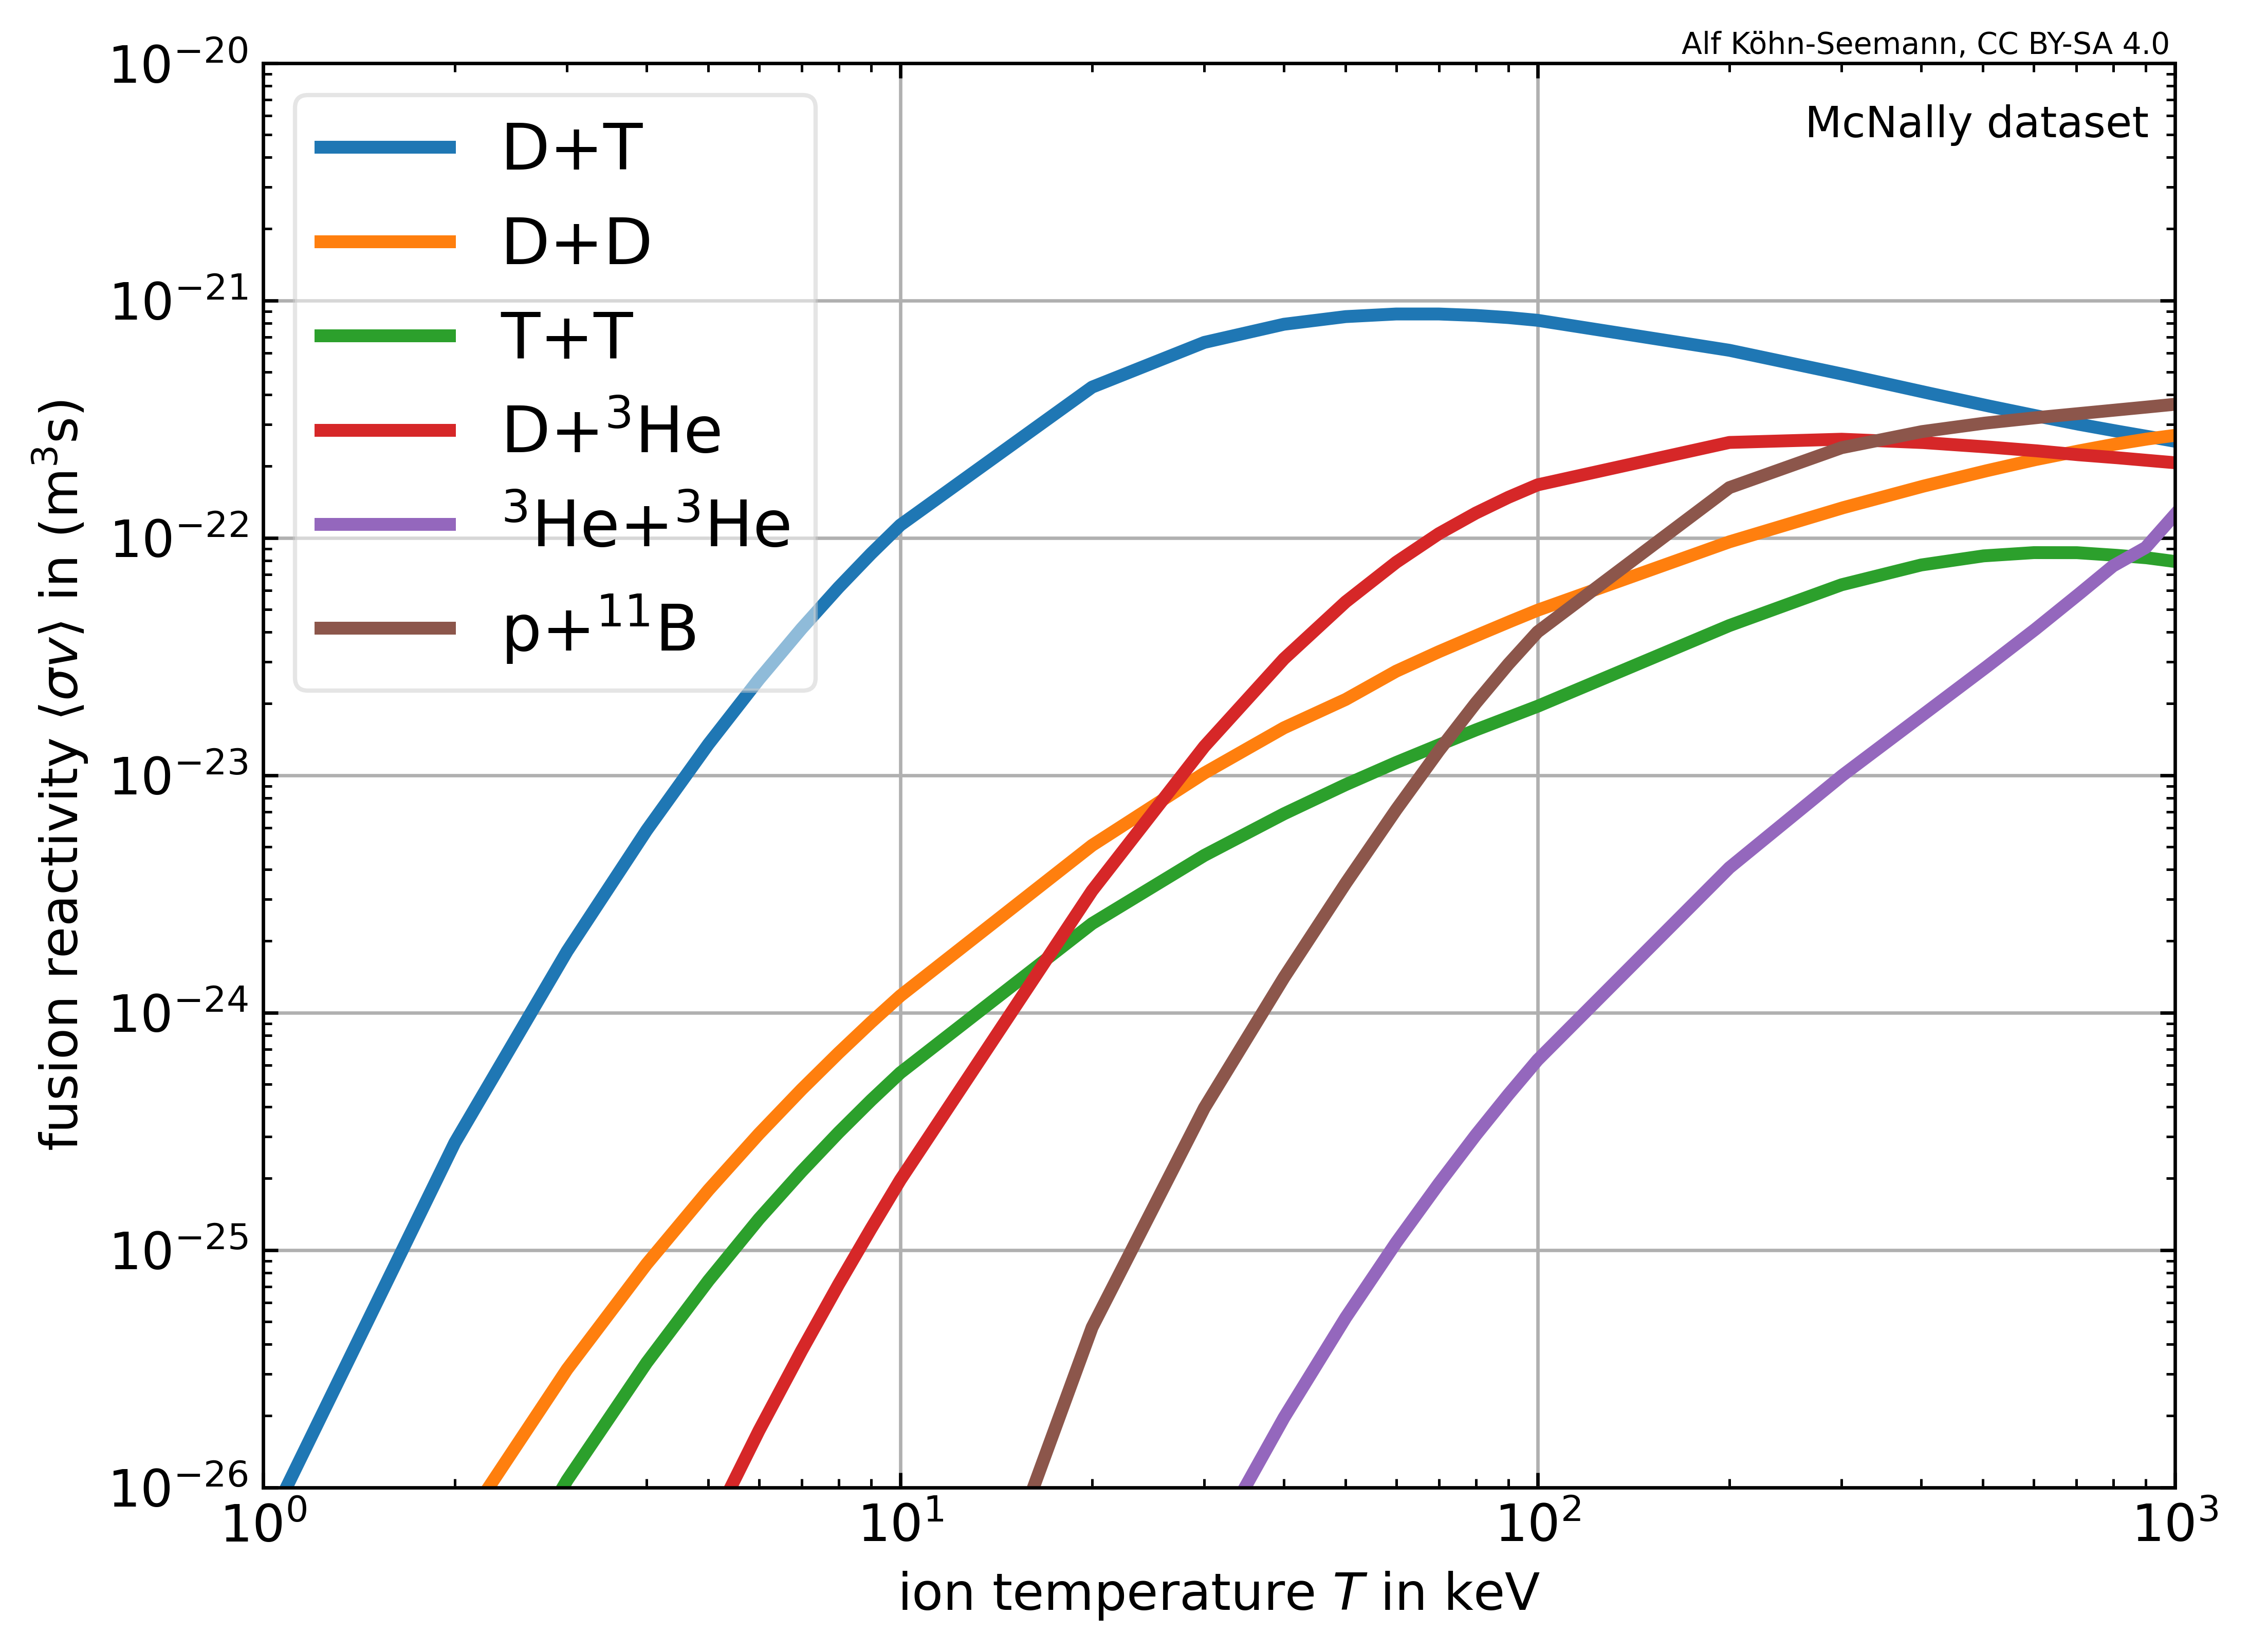 Alf Köhn-Seemann, CC BY-SA 4.0
McNally dataset
D+T
D+D
T+T
D+³He
³He+³He
p+¹¹B
fusion reactivity ⟨σv⟩ in (m³s)
10⁻²⁰
10⁻²¹
10⁻²²
10⁻²³
10⁻²⁴
10⁻²⁵
10⁻²⁶
10⁰ 10¹ 10² 10³
ion temperature T in keV